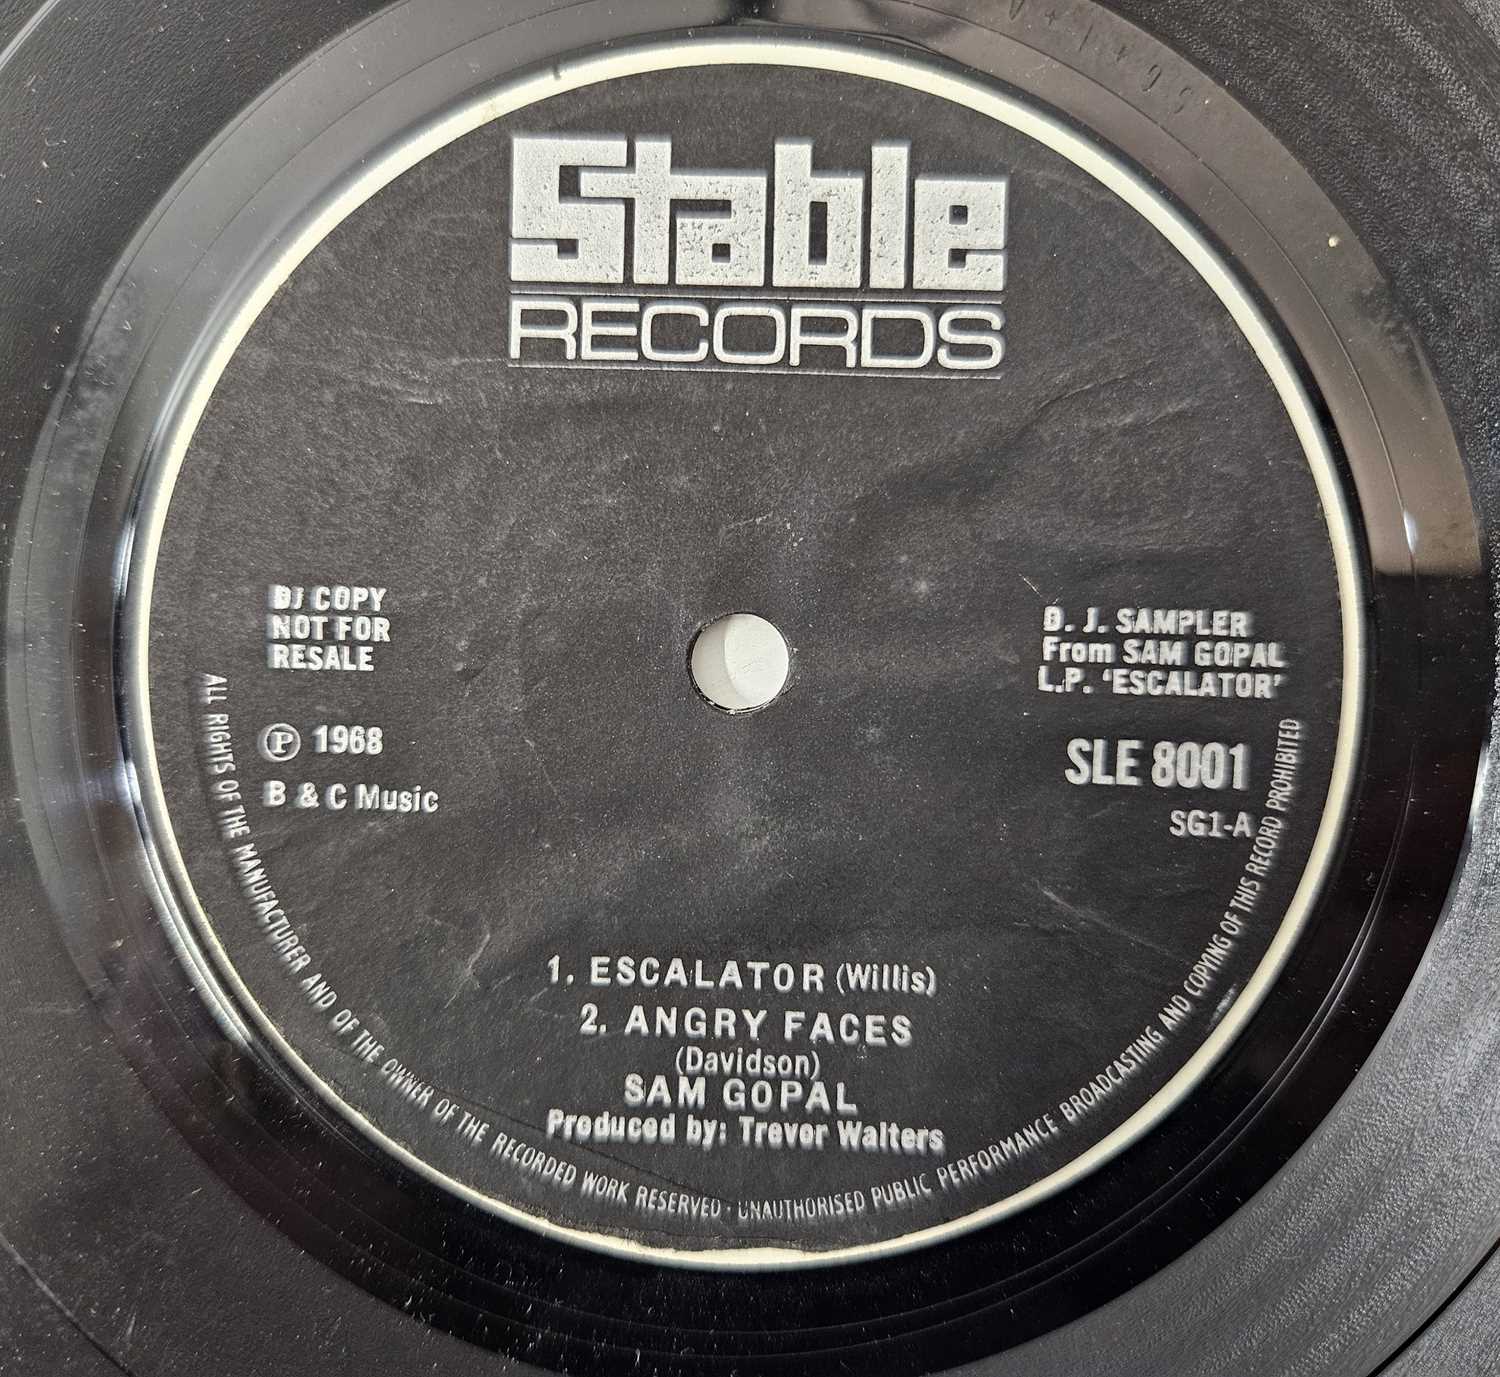 Stable
RECORDS
DJ COPY
NOT FOR
RESALE
Ⓟ 1968
B & C Music
D. J. SAMPLER
From SAM GOPAL
L.P. ‘ESCALATOR’
SLE 8001
SG1-A
1. ESCALATOR (Willis)
2. ANGRY FACES
(Davidson)
SAM GOPAL
Produced by: Trevor Walters
ALL RIGHTS OF THE MANUFACTURER AND OF THE OWNER OF THE RECORDED WORK RESERVED · UNAUTHORISED PUBLIC PERFORMANCE BROADCASTING AND COPYING OF THIS RECORD PROHIBITED